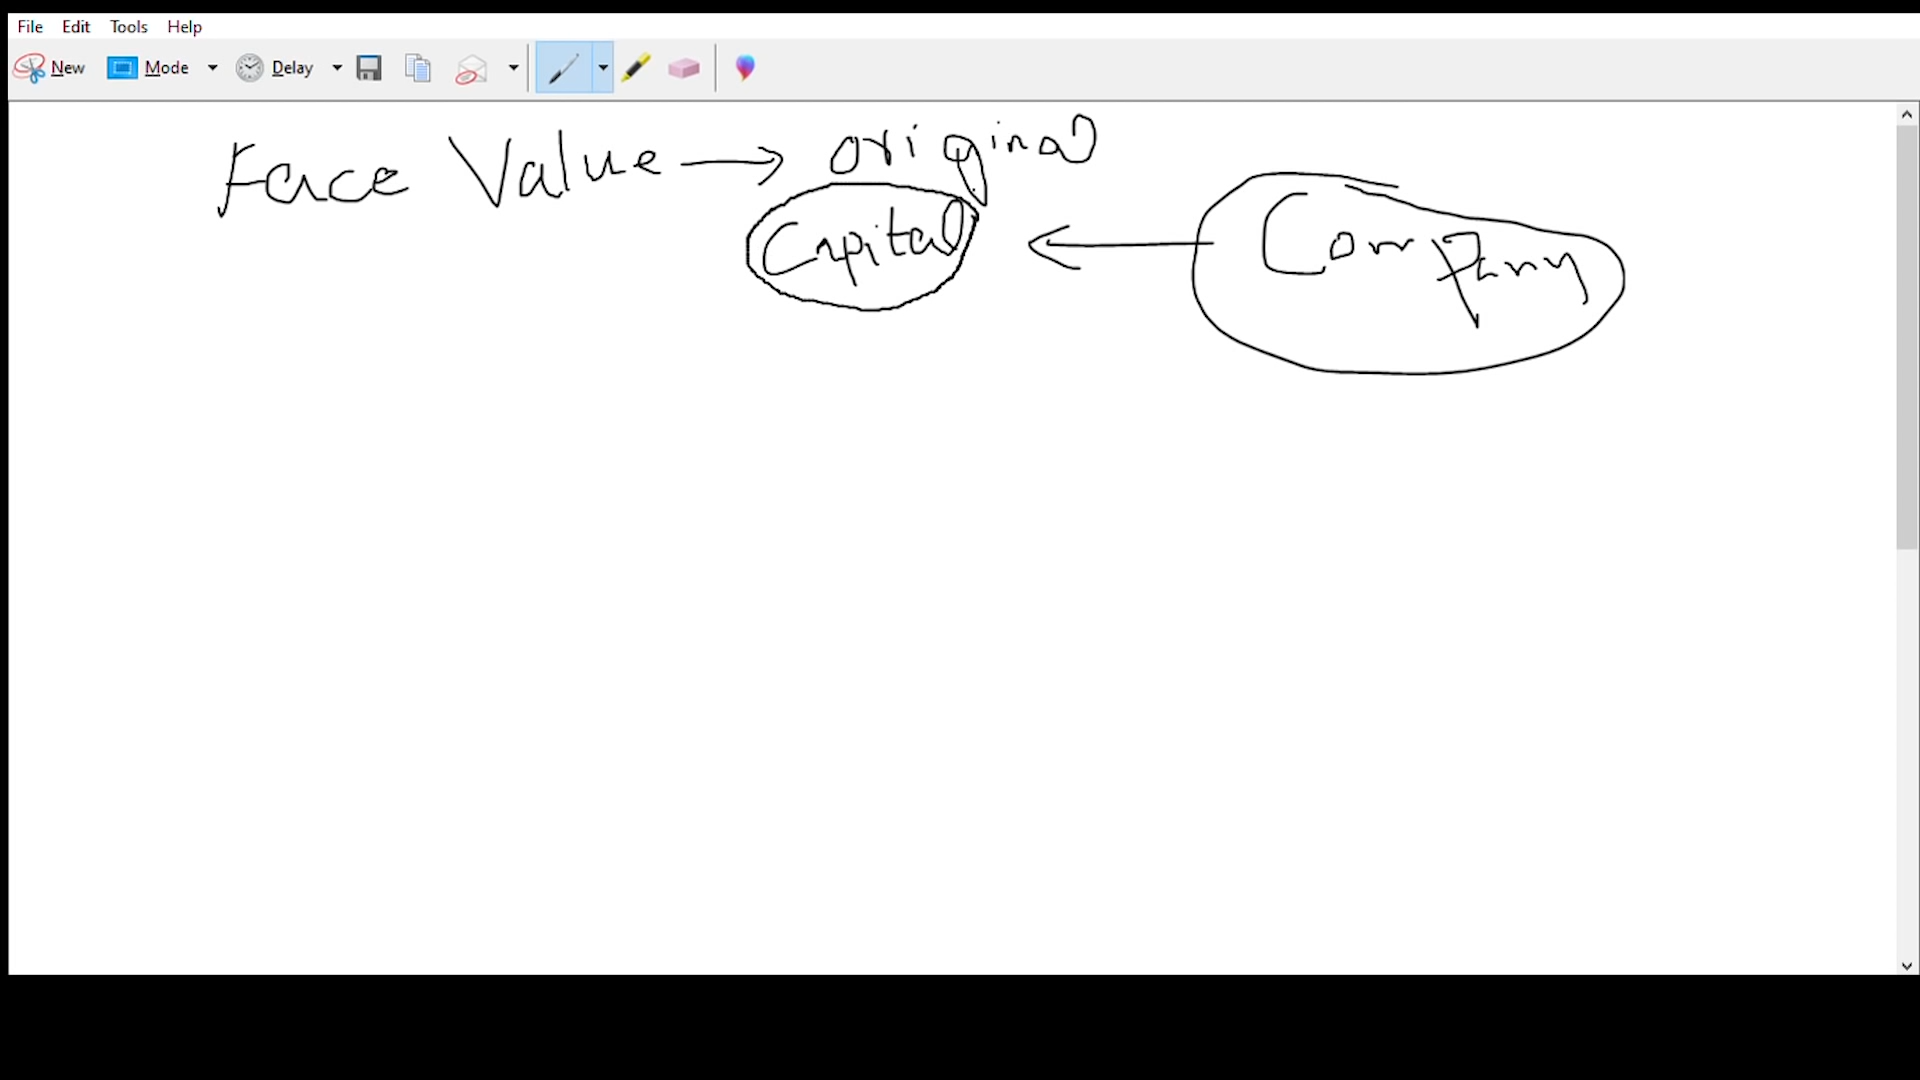 File Edit Tools Help
New Mode Delay
Face Value → original
Capital ← Company